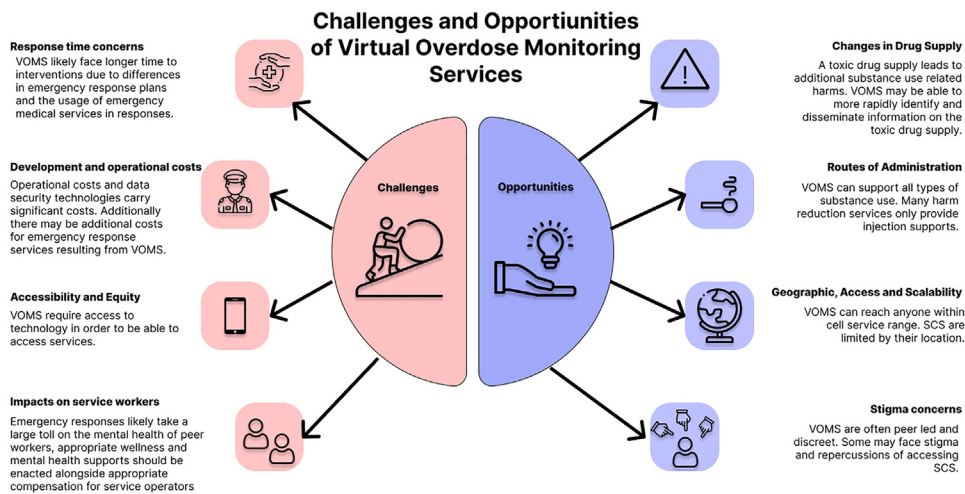 Challenges and Opportunities
of Virtual Overdose Monitoring
Services
Response time concerns
VOMS likely face longer time to
interventions due to differences
in emergency response plans
and the usage of emergency
medical services in responses.
Development and operational costs
Operational costs and data
security technologies carry
significant costs. Additionally
there may be additional costs
for emergency response
services resulting from VOMS.
Accessibility and Equity
VOMS require access to
technology in order to be able to
access services.
Impacts on service workers
Emergency responses likely take a
large toll on the mental health of peer
workers, appropriate wellness and
mental health supports should be
enacted alongside appropriate
compensation for service operators
Challenges
Opportunities
Changes in Drug Supply
A toxic drug supply leads to
additional substance use related
harms. VOMS may be able to
more rapidly identify and
disseminate information on the
toxic drug supply.
Routes of Administration
VOMS can support all types of
substance use. Many harm
reduction services only provide
injection supports.
Geographic, Access and Scalability
VOMS can reach anyone within
cell service range. SCS are
limited by their location.
Stigma concerns
VOMS are often peer led and
discreet. Some may face stigma
and repercussions of accessing
SCS.